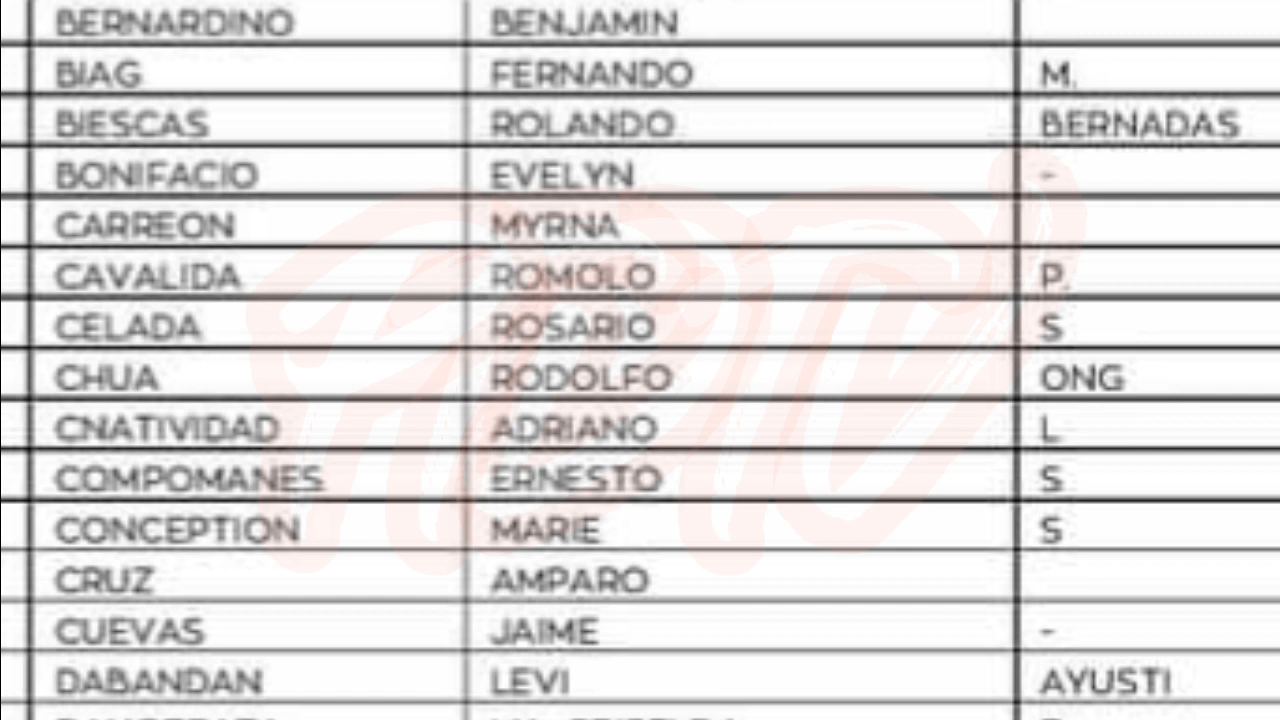 BERNARDINO BENJAMIN
BIAG FERNANDO M.
BIESCAS ROLANDO BERNADAS
BONIFACIO EVELYN -
CARREON MYRNA
CAVALIDA ROMOLO P.
CELADA ROSARIO S
CHUA RODOLFO ONG
CNATIVIDAD ADRIANO L
COMPOMANES ERNESTO S
CONCEPTION MARIE S
CRUZ AMPARO
CUEVAS JAIME -
DABANDAN LEVI AYUSTI